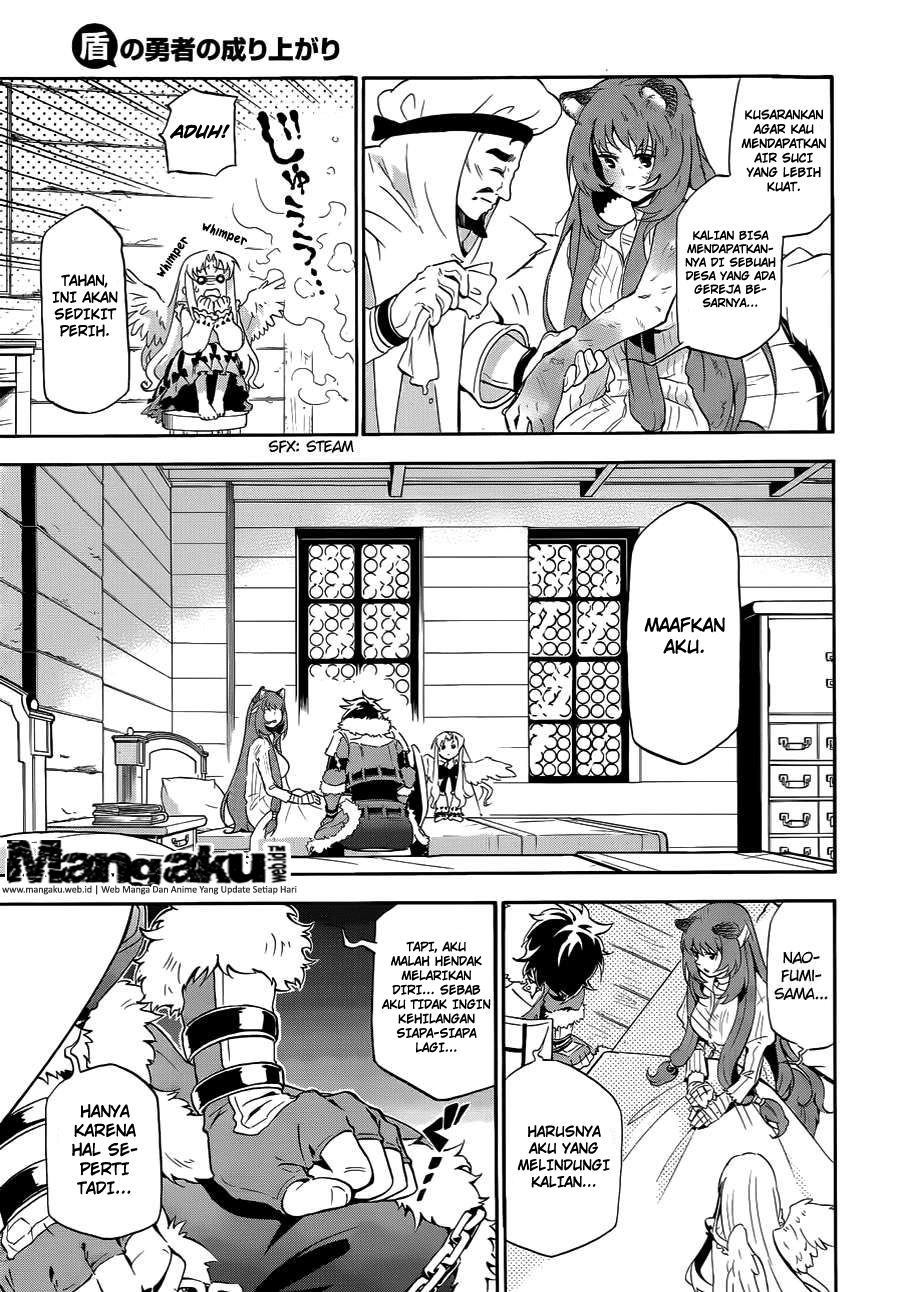 盾の勇者の成り上がり
KUSARANKAN
AGAR KAU
MENDAPATKAN
AIR SUCI
YANG LEBIH
KUAT.
KALIAN BISA
MENDAPATKAN-
NYA DI SEBUAH
DESA YANG ADA
GEREJA BE-
SARNYA...
ADUH!
じゅうう..
whimper
whimper
TAHAN,
INI AKAN
SEDIKIT
PERIH.
SFX: STEAM
MAAFKAN
AKU.
Mangaku EDITION
www.mangaku.web.id | Web Manga Dan Anime Yang Update Setiap Hari
NAO-
FUMI-
SAMA...
HARUSNYA
AKU YANG
MELINDUNGI
KALIAN...
TAPI, AKU
MALAH HENDAK
MELARIKAN
DIRI... SEBAB
AKU TIDAK INGIN
KEHILANGAN
SIAPA-SIAPA
LAGI...
HANYA
KARENA
HAL SE-
PERTI
TADI...